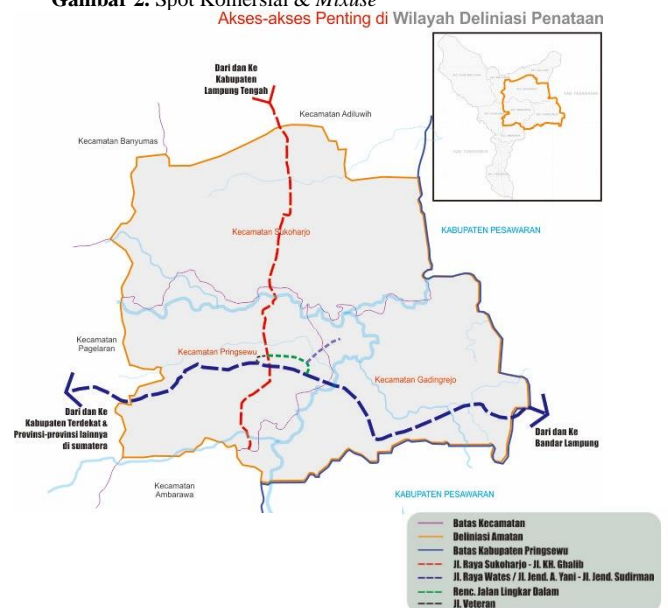 Gambar 2. Spot Komersial & Mixuse
Akses-akses Penting di Wilayah Deliniasi Penataan
Dari dan Ke
Kabupaten
Lampung Tengah
Kecamatan Adiluwih
Kecamatan Banyumas
Kecamatan Sukoharjo
KABUPATEN PESAWARAN
Kecamatan
Pagelaran
Kecamatan Pringsewu
Kecamatan Gadingrejo
Dari dan Ke
Kabupaten Terdekat &
Provinsi-provinsi lainnya
di sumatera
Dari dan Ke
Bandar Lampung
Kecamatan
Ambarawa
KABUPATEN PESAWARAN
Batas Kecamatan
Deliniasi Amatan
Batas Kabupaten Pringsewu
Jl. Raya Sukoharjo - Jl. KH. Ghalib
Jl. Raya Wates / Jl. Jend. A. Yani - Jl. Jend. Sudirman
Renc. Jalan Lingkar Dalam
Jl. Veteran